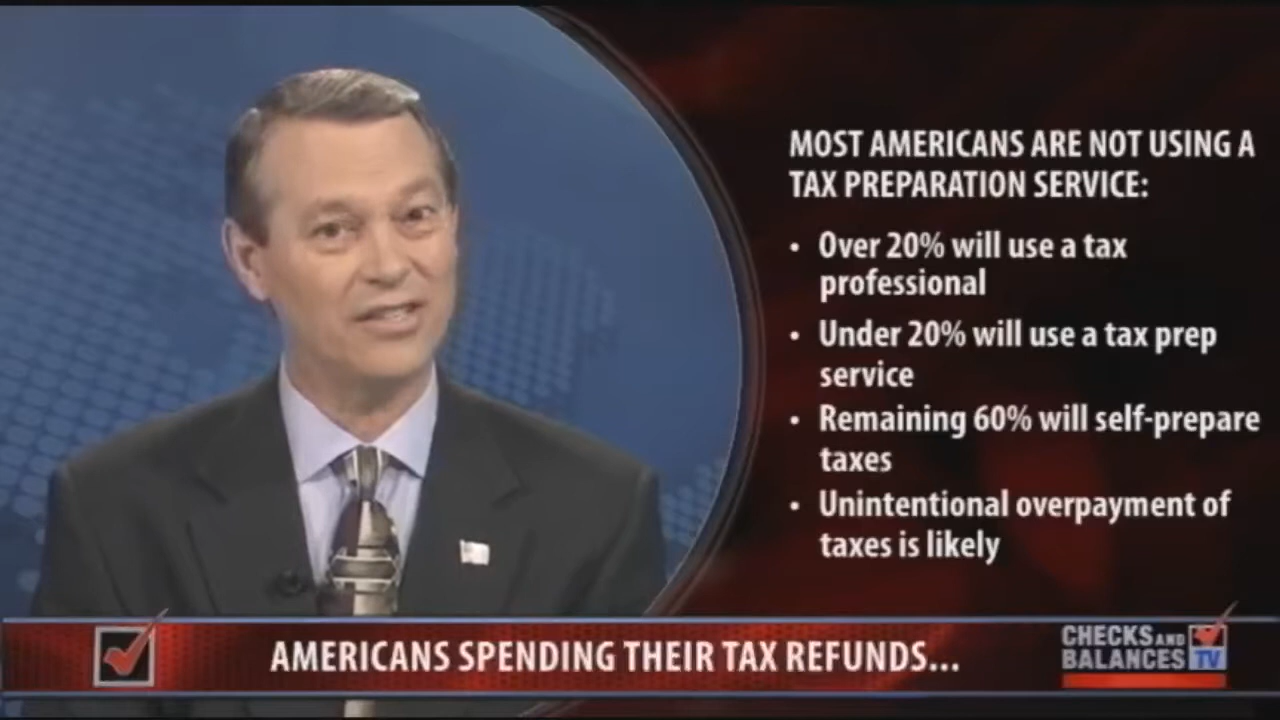 MOST AMERICANS ARE NOT USING A
TAX PREPARATION SERVICE:
• Over 20% will use a tax
professional
• Under 20% will use a tax prep
service
• Remaining 60% will self-prepare
taxes
• Unintentional overpayment of
taxes is likely
AMERICANS SPENDING THEIR TAX REFUNDS...
CHECKS AND
BALANCES TV